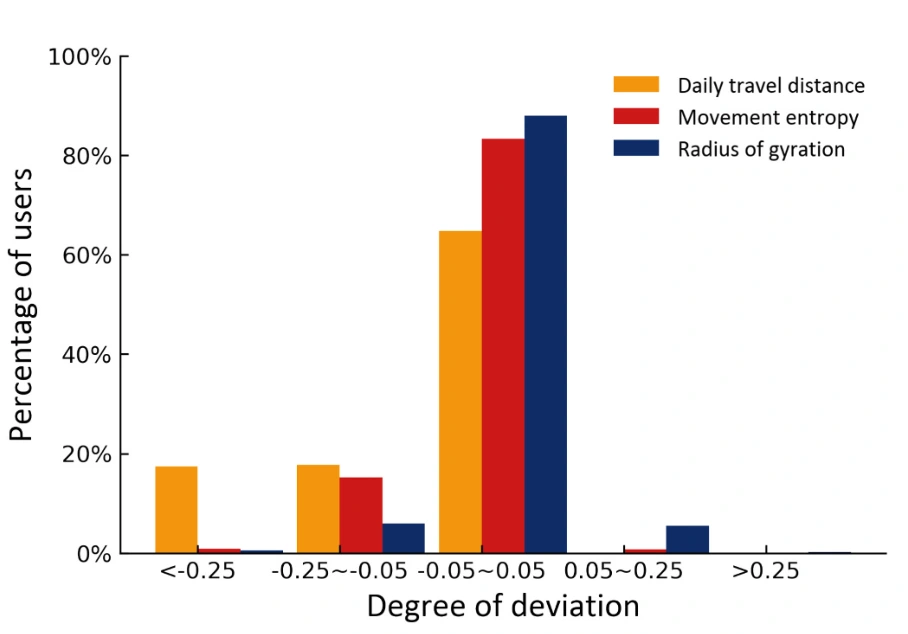 100%
80%
60%
40%
20%
0%
Percentage of users
Daily travel distance
Movement entropy
Radius of gyration
<-0.25 -0.25~-0.05 -0.05~0.05 0.05~0.25 >0.25
Degree of deviation